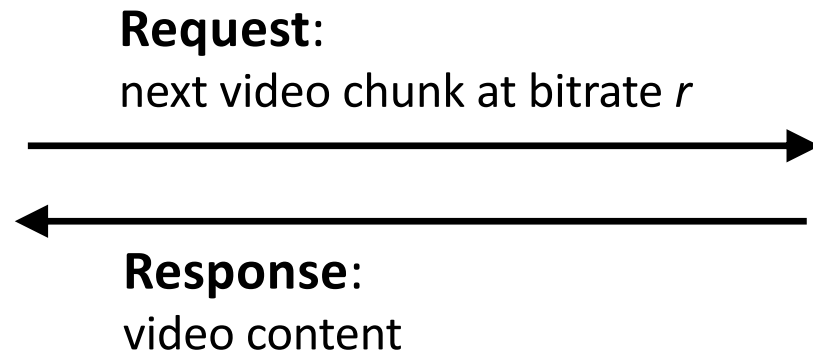 Request:
next video chunk at bitrate r
Response:
video content